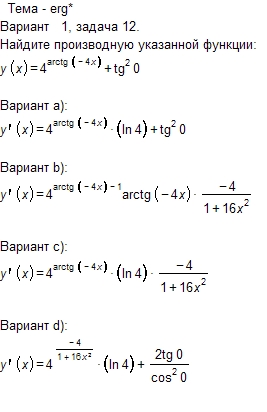 Тема - erg*
Вариант 1, задача 12.
Найдите производную указанной функции:
y (x) = 4^arctg (−4x) + tg² 0
Вариант a):
y' (x) = 4^arctg (−4x) · (ln 4) + tg² 0
Вариант b):
y' (x) = 4^arctg (−4x) − 1 arctg (−4x) · −4 / (1 + 16x²)
Вариант c):
y' (x) = 4^arctg (−4x) · (ln 4) · −4 / (1 + 16x²)
Вариант d):
y' (x) = 4^(−4 / (1 + 16x²)) · (ln 4) + 2tg 0 / cos² 0